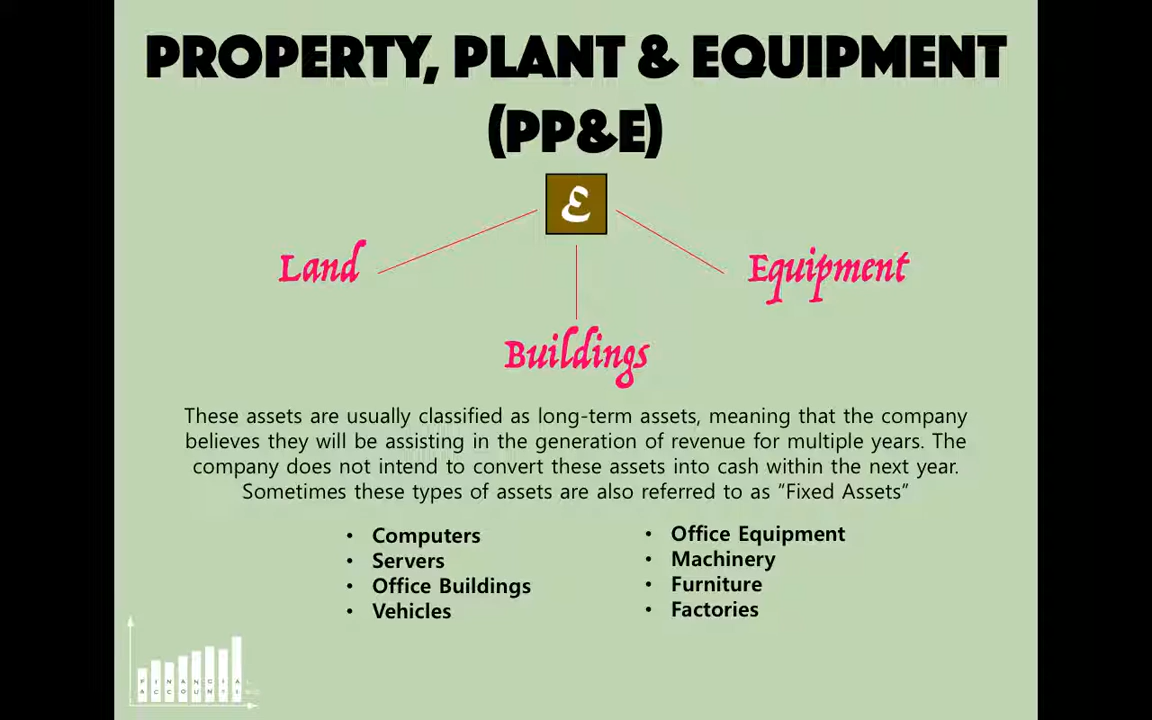 PROPERTY, PLANT & EQUIPMENT
(PP&E)
ε
Land
Equipment
Buildings
These assets are usually classified as long-term assets, meaning that the company
believes they will be assisting in the generation of revenue for multiple years. The
company does not intend to convert these assets into cash within the next year.
Sometimes these types of assets are also referred to as “Fixed Assets”
• Computers
• Servers
• Office Buildings
• Vehicles
• Office Equipment
• Machinery
• Furniture
• Factories
FINANCIAL
ACCOUNTING